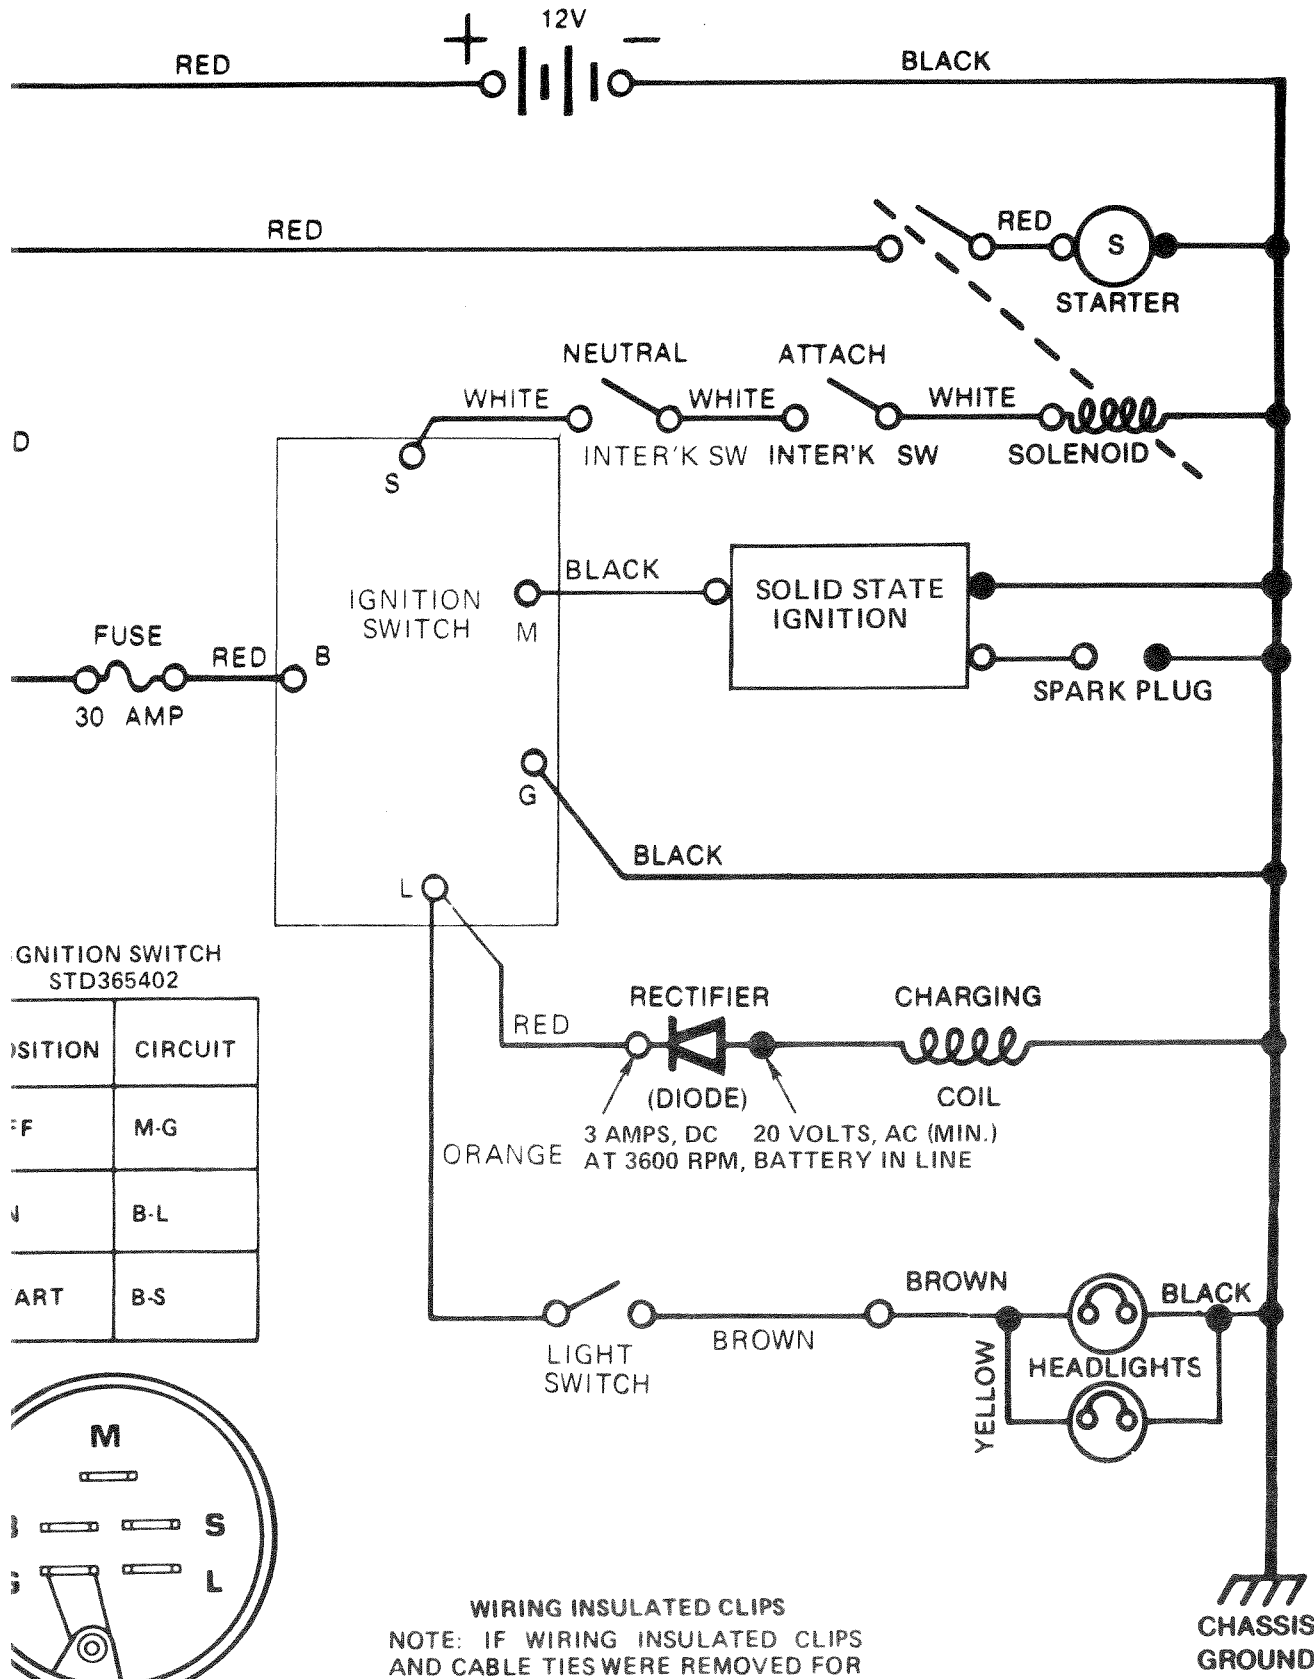 12V
+ −
RED
BLACK
RED
RED
S
STARTER
NEUTRAL ATTACH
WHITE WHITE WHITE
INTER'K SW INTER'K SW SOLENOID
D
S
BLACK
SOLID STATE
IGNITION
IGNITION
SWITCH
M
FUSE
RED
B
30 AMP
SPARK PLUG
G
BLACK
L
GNITION SWITCH
STD365402
RECTIFIER CHARGING
RED
SITION CIRCUIT
(DIODE) COIL
FF M-G
3 AMPS, DC 20 VOLTS, AC (MIN.)
AT 3600 RPM, BATTERY IN LINE
ORANGE
N B-L
ART B-S
BROWN
BLACK
BROWN
LIGHT
SWITCH
HEADLIGHTS
YELLOW
M
B S
G L
WIRING INSULATED CLIPS
NOTE: IF WIRING INSULATED CLIPS
AND CABLE TIES WERE REMOVED FOR
CHASSIS
GROUND